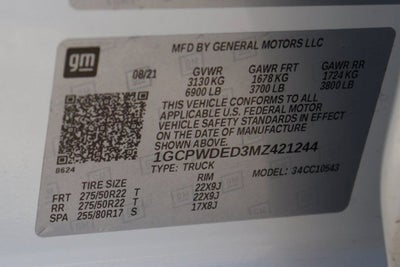 gm
MFD BY GENERAL MOTORS LLC
08/21 GVWR GAWR FRT GAWR RR
3130 KG 1678 KG 1724 KG
6900 LB 3700 LB 3800 LB
THIS VEHICLE CONFORMS TO ALL
APPLICABLE U.S. FEDERAL MOTOR
VEHICLE SAFETY STANDARDS IN EFFECT
ON THE DATE OF MANUFACTURE
SHOWN ABOVE.
1GCPWDED3MZ421244
8624 TYPE: TRUCK MODEL: 34CC10543
TIRE SIZE RIM
FRT 275/50R22 T 22X9J
RR 275/50R22 T 22X9J
SPA 255/80R17 S 17X8J